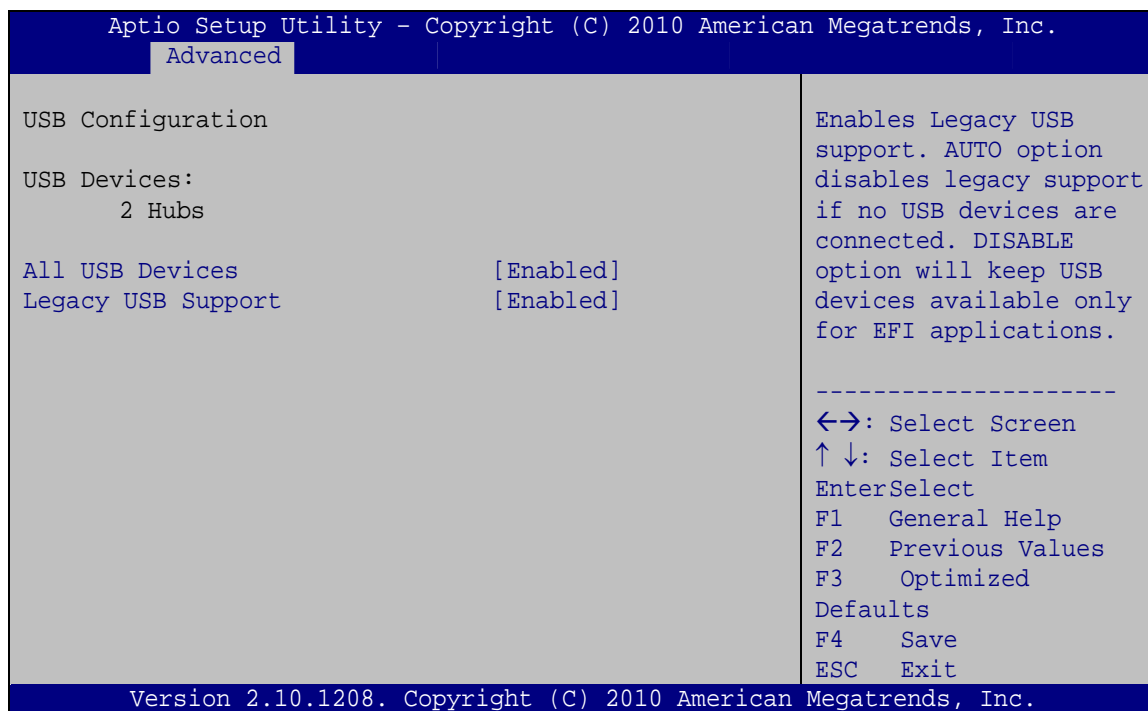 Aptio Setup Utility – Copyright (C) 2010 American Megatrends, Inc.
Advanced
USB Configuration
USB Devices:
2 Hubs
All USB Devices [Enabled]
Legacy USB Support [Enabled]
Enables Legacy USB
support. AUTO option
disables legacy support
if no USB devices are
connected. DISABLE
option will keep USB
devices available only
for EFI applications.
---------------------
←→: Select Screen
↑ ↓: Select Item
EnterSelect
F1 General Help
F2 Previous Values
F3 Optimized
Defaults
F4 Save
ESC Exit
Version 2.10.1208. Copyright (C) 2010 American Megatrends, Inc.